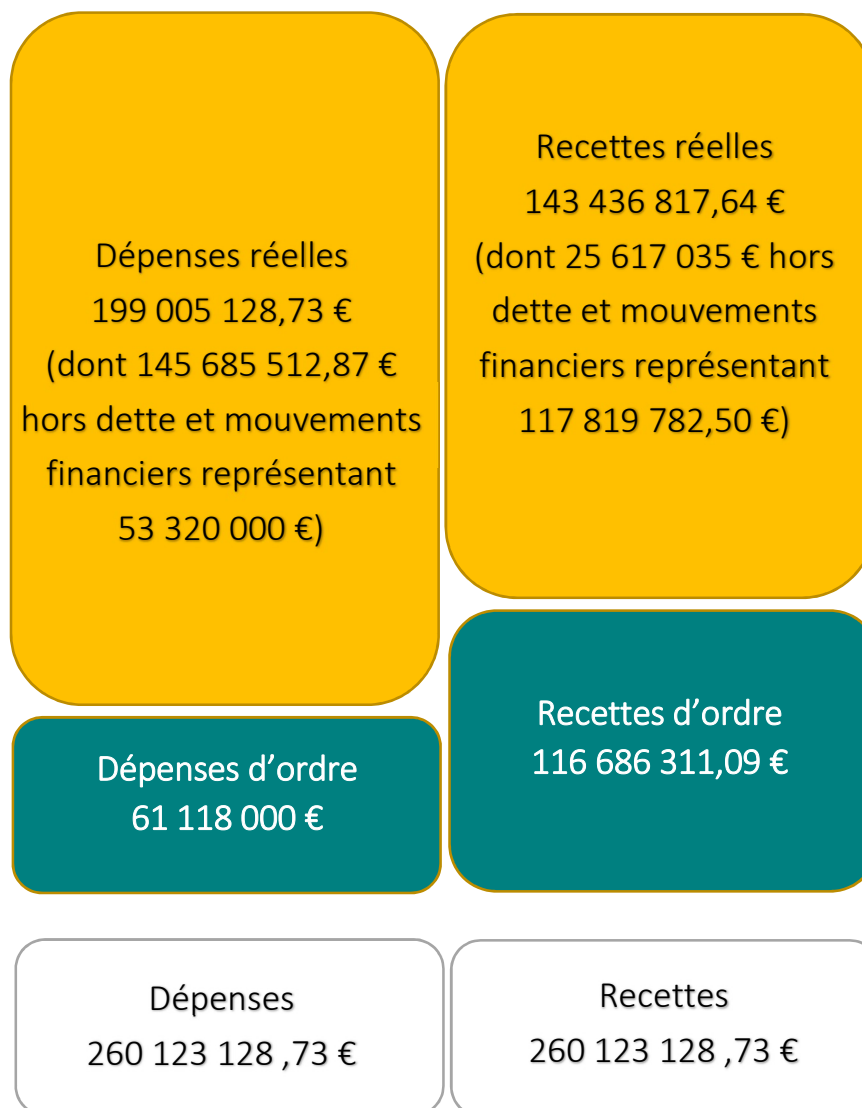 Dépenses réelles
199 005 128,73 €
(dont 145 685 512,87 €
hors dette et mouvements
financiers représentant
53 320 000 €)
Recettes réelles
143 436 817,64 €
(dont 25 617 035 € hors
dette et mouvements
financiers représentant
117 819 782,50 €)
Dépenses d’ordre
61 118 000 €
Recettes d’ordre
116 686 311,09 €
Dépenses
260 123 128 ,73 €
Recettes
260 123 128 ,73 €